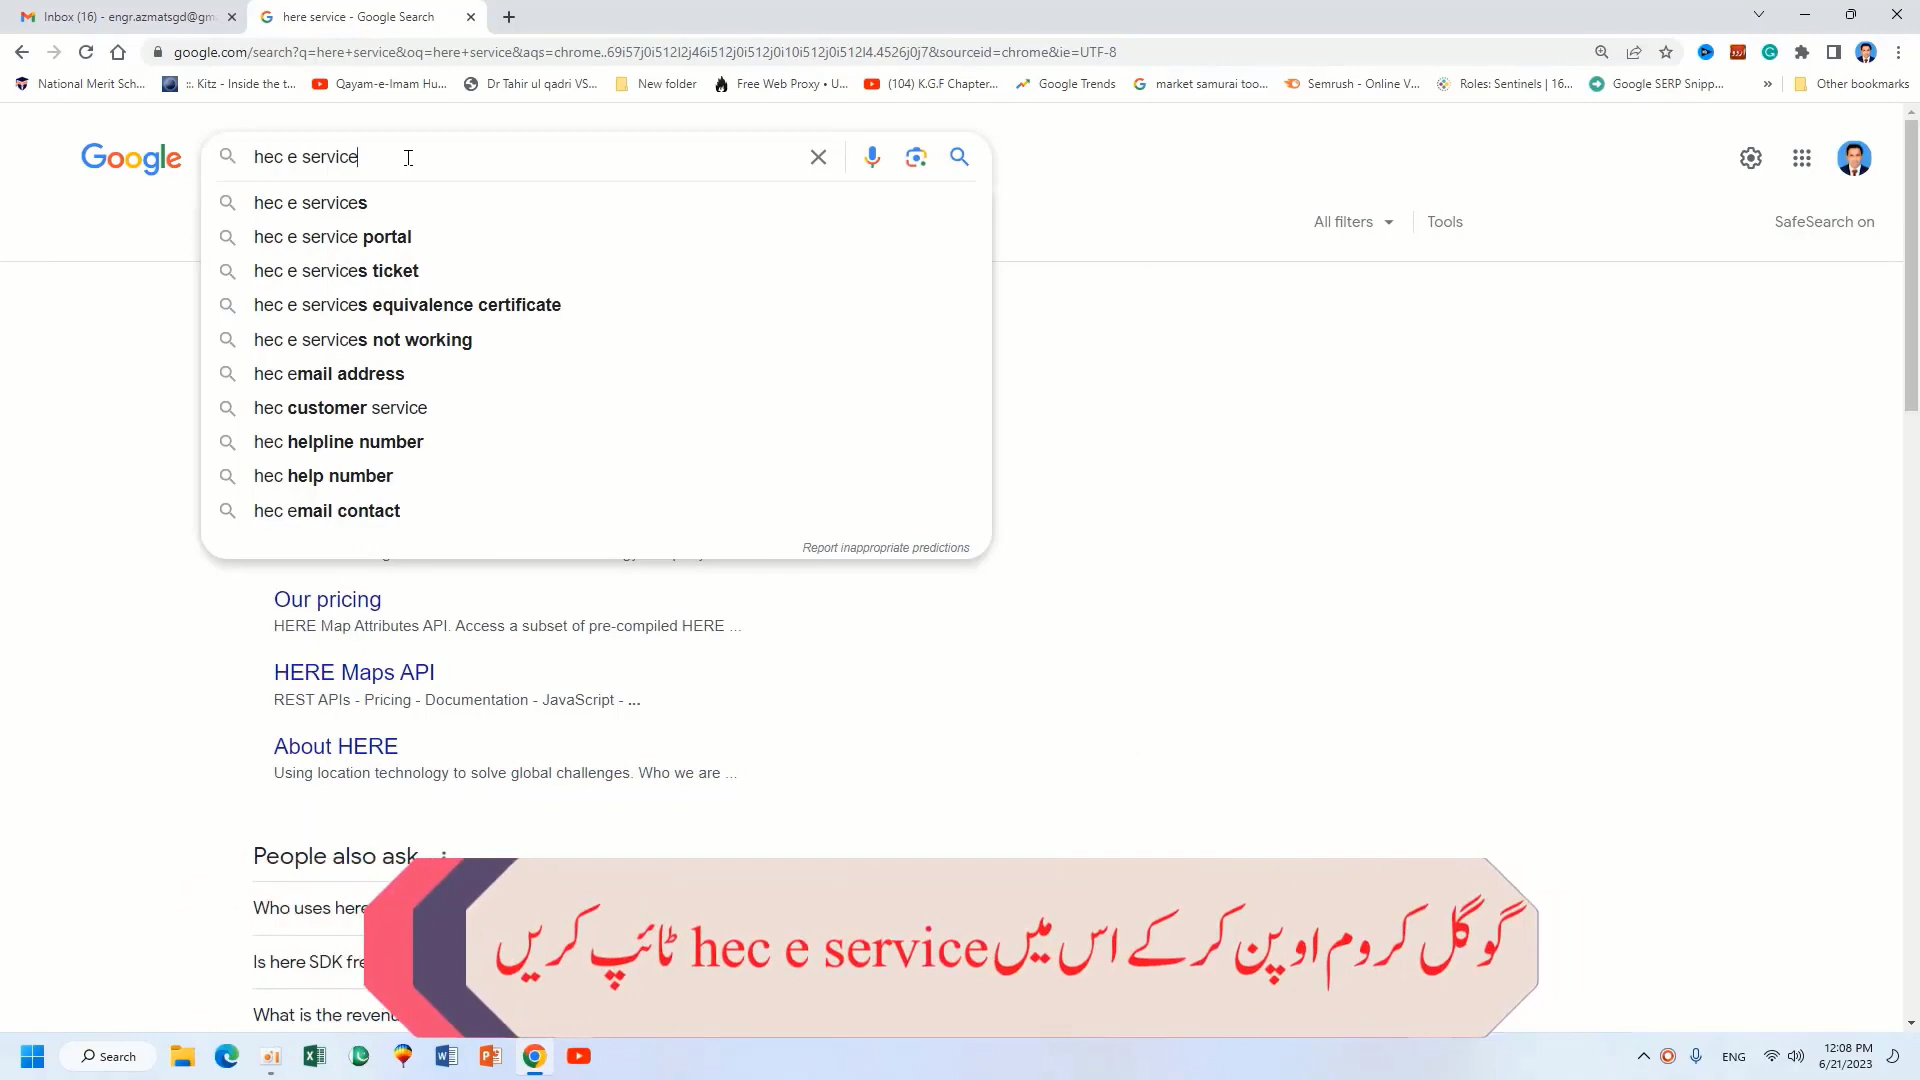 Inbox (16) - engr.azmatsgd@gm
here service - Google Search
google.com/search?q=here+service&oq=here+service&aqs=chrome..69i57j0i512l2j46i512j0i512j0i10i512j0i512l4.4526j0j7&sourceid=chrome&ie=UTF-8
National Merit Sch...
::. Kitz - Inside the t...
Qayam-e-Imam Hu...
Dr Tahir ul qadri VS...
New folder
Free Web Proxy • U...
(104) K.G.F Chapter...
Google Trends
market samurai too...
Semrush - Online V...
Roles: Sentinels | 16...
Google SERP Snipp...
»
Other bookmarks
Google
hec e service
hec e services
hec e service portal
hec e services ticket
hec e services equivalence certificate
hec e services not working
hec email address
hec customer service
hec helpline number
hec help number
hec email contact
Report inappropriate predictions
All filters
Tools
SafeSearch on
Our pricing
HERE Map Attributes API. Access a subset of pre-compiled HERE ...
HERE Maps API
REST APIs - Pricing - Documentation - JavaScript - ...
About HERE
Using location technology to solve global challenges. Who we are ...
People also ask
Who uses here
Is here SDK fre
What is the revenu
گوگل کروم اوپن کر کے اس میں hec e service ٹائپ کریں
Search
ENG
12:08 PM
6/21/2023